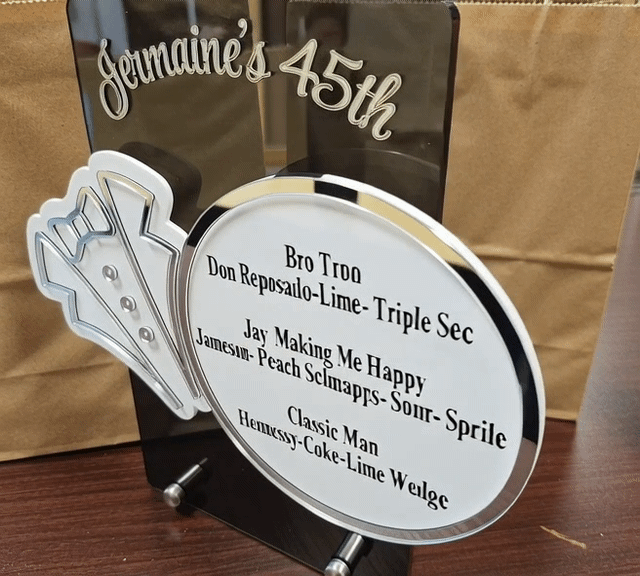 Jermaine's 45th
Bro Tron
Don Reposado-Lime- Triple Sec
Jay Making Me Happy
Jameson- Peach Schnapps- Sour- Sprite
Classic Man
Hennessy-Coke-Lime Wedge